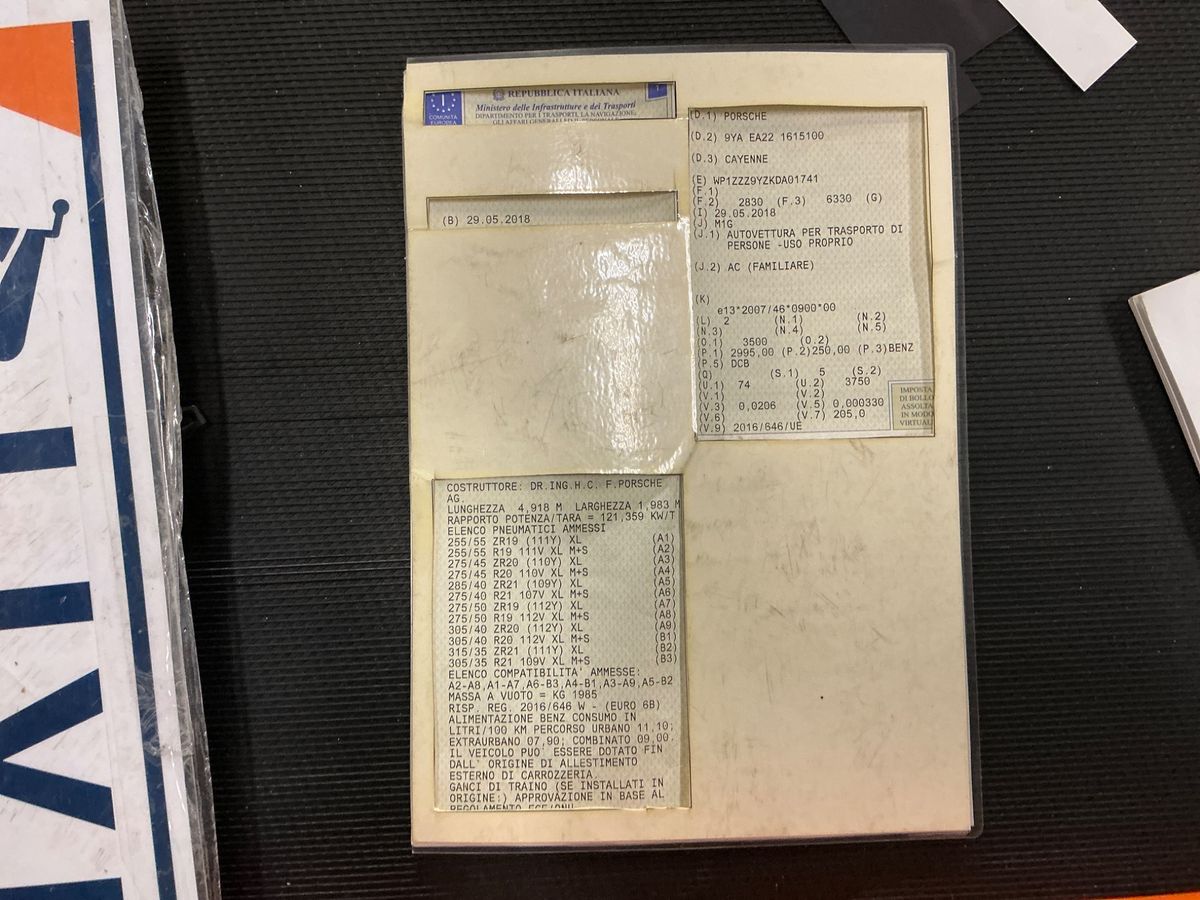 REPUBBLICA ITALIANA
I
COMUNITÀ
EUROPEA
Ministero delle Infrastrutture e dei Trasporti
DIPARTIMENTO PER I TRASPORTI, LA NAVIGAZIONE,
GLI AFFARI GENERALI ED IL PERSONALE
(B) 29.05.2018
(D.1) PORSCHE
(D.2) 9YA EA22 1615100
(D.3) CAYENNE
(E) WP1ZZZ9YZKDA01741
(F.1)
(F.2) 2830 (F.3) 6330 (G)
(I) 29.05.2018
(J) M1G
(J.1) AUTOVETTURA PER TRASPORTO DI
PERSONE -USO PROPRIO
(J.2) AC (FAMILIARE)
(K)
e13*2007/46*0900*00
(L) 2 (N.1) (N.2)
(N.3) (N.4) (N.5)
(O.1) 3500 (O.2)
(P.1) 2995,00 (P.2)250,00 (P.3)BENZ
(P.5) DCB
(Q) (S.1) 5 (S.2)
(U.1) 74 (U.2) 3750
(V.1) (V.2)
(V.3) 0,0206 (V.5) 0,000330
(V.6) (V.7) 205,0
(V.9) 2016/646/UE
IMPOSTA
DI BOLLO
ASSOLTA
IN MODO
VIRTUAL
COSTRUTTORE: DR.ING.H.C. F.PORSCHE
AG.
LUNGHEZZA 4,918 M LARGHEZZA 1,983 M
RAPPORTO POTENZA/TARA = 121,359 KW/T
ELENCO PNEUMATICI AMMESSI
255/55 ZR19 (111Y) XL (A1)
255/55 R19 111V XL M+S (A2)
275/45 ZR20 (110Y) XL (A3)
275/45 R20 110V XL M+S (A4)
285/40 ZR21 (109Y) XL (A5)
275/40 R21 107V XL M+S (A6)
275/50 ZR19 (112Y) XL (A7)
275/50 R19 112V XL M+S (A8)
305/40 ZR20 (112Y) XL (A9)
305/40 R20 112V XL M+S (B1)
315/35 ZR21 (111Y) XL (B2)
305/35 R21 109V XL M+S (B3)
ELENCO COMPATIBILITA' AMMESSE:
A2-A8,A1-A7,A6-B3,A4-B1,A3-A9,A5-B2
MASSA A VUOTO = KG 1985
RISP. REG. 2016/646 W - (EURO 6B)
ALIMENTAZIONE BENZ CONSUMO IN
LITRI/100 KM PERCORSO URBANO 11,10;
EXTRAURBANO 07,90; COMBINATO 09,00.
IL VEICOLO PUO' ESSERE DOTATO FIN
DALL' ORIGINE DI ALLESTIMENTO
ESTERNO DI CARROZZERIA.
GANCI DI TRAINO (SE INSTALLATI IN
ORIGINE:) APPROVAZIONE IN BASE AL
REGOLAMENTO ECE/ONU